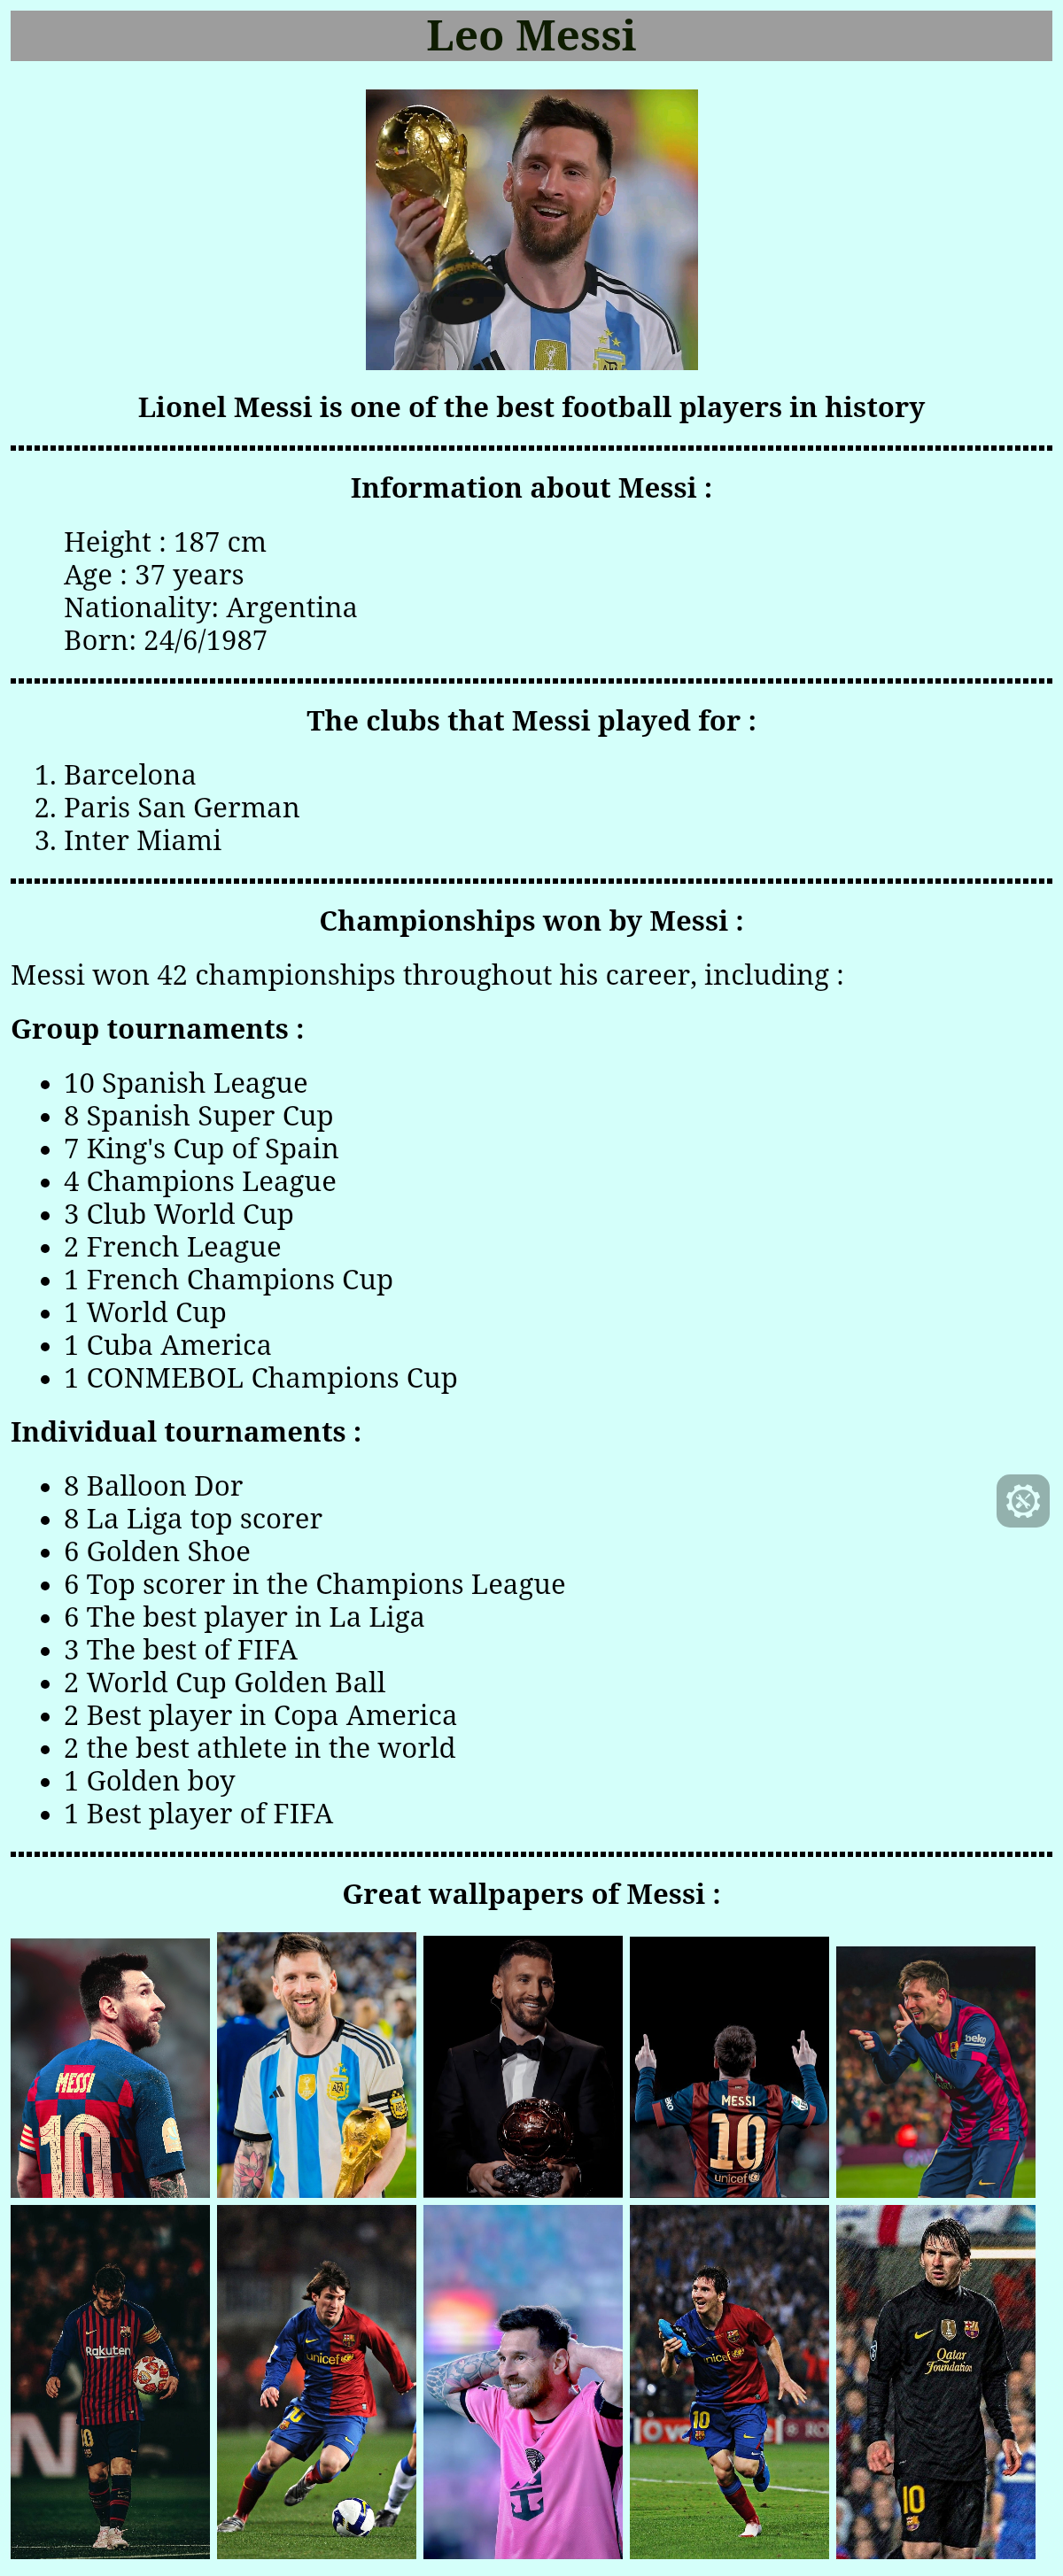 Leo Messi
AFA
Lionel Messi is one of the best football players in history
Information about Messi :
Height : 187 cm
Age : 37 years
Nationality: Argentina
Born: 24/6/1987
The clubs that Messi played for :
1. Barcelona
2. Paris San German
3. Inter Miami
Championships won by Messi :
Messi won 42 championships throughout his career, including :
Group tournaments :
• 10 Spanish League
• 8 Spanish Super Cup
• 7 King's Cup of Spain
• 4 Champions League
• 3 Club World Cup
• 2 French League
• 1 French Champions Cup
• 1 World Cup
• 1 Cuba America
• 1 CONMEBOL Champions Cup
Individual tournaments :
• 8 Balloon Dor
• 8 La Liga top scorer
• 6 Golden Shoe
• 6 Top scorer in the Champions League
• 6 The best player in La Liga
• 3 The best of FIFA
• 2 World Cup Golden Ball
• 2 Best player in Copa America
• 2 the best athlete in the world
• 1 Golden boy
• 1 Best player of FIFA
Great wallpapers of Messi :
MESSI
10
AFA
MESSI
10
unicef
beko
Rakuten
10
unicef
unicef
10
Qatar
Foundation
10